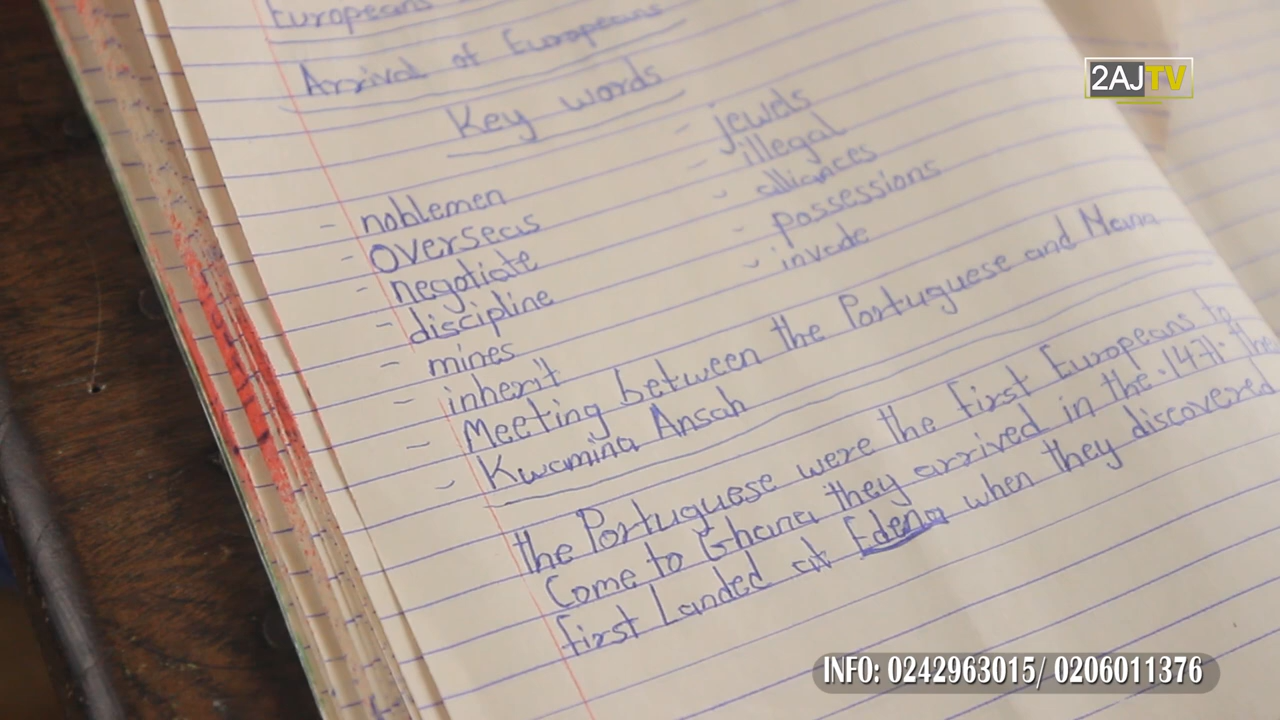 Europeans
Arrival of Europeans
Key words
- noblemen
- overseas
- negotiate
- discipline
- mines
- inherit
- jewels
- illegal
- alliances
- possessions
- invade
- Meeting between the Portuguese and Mana
- Kwamina Ansah
the Portuguese were the first Europeans to
Come to Ghana they arrived in the 1471. the
first Landed at Edena when they discovered
2AJTV
INFO: 0242963015/ 0206011376